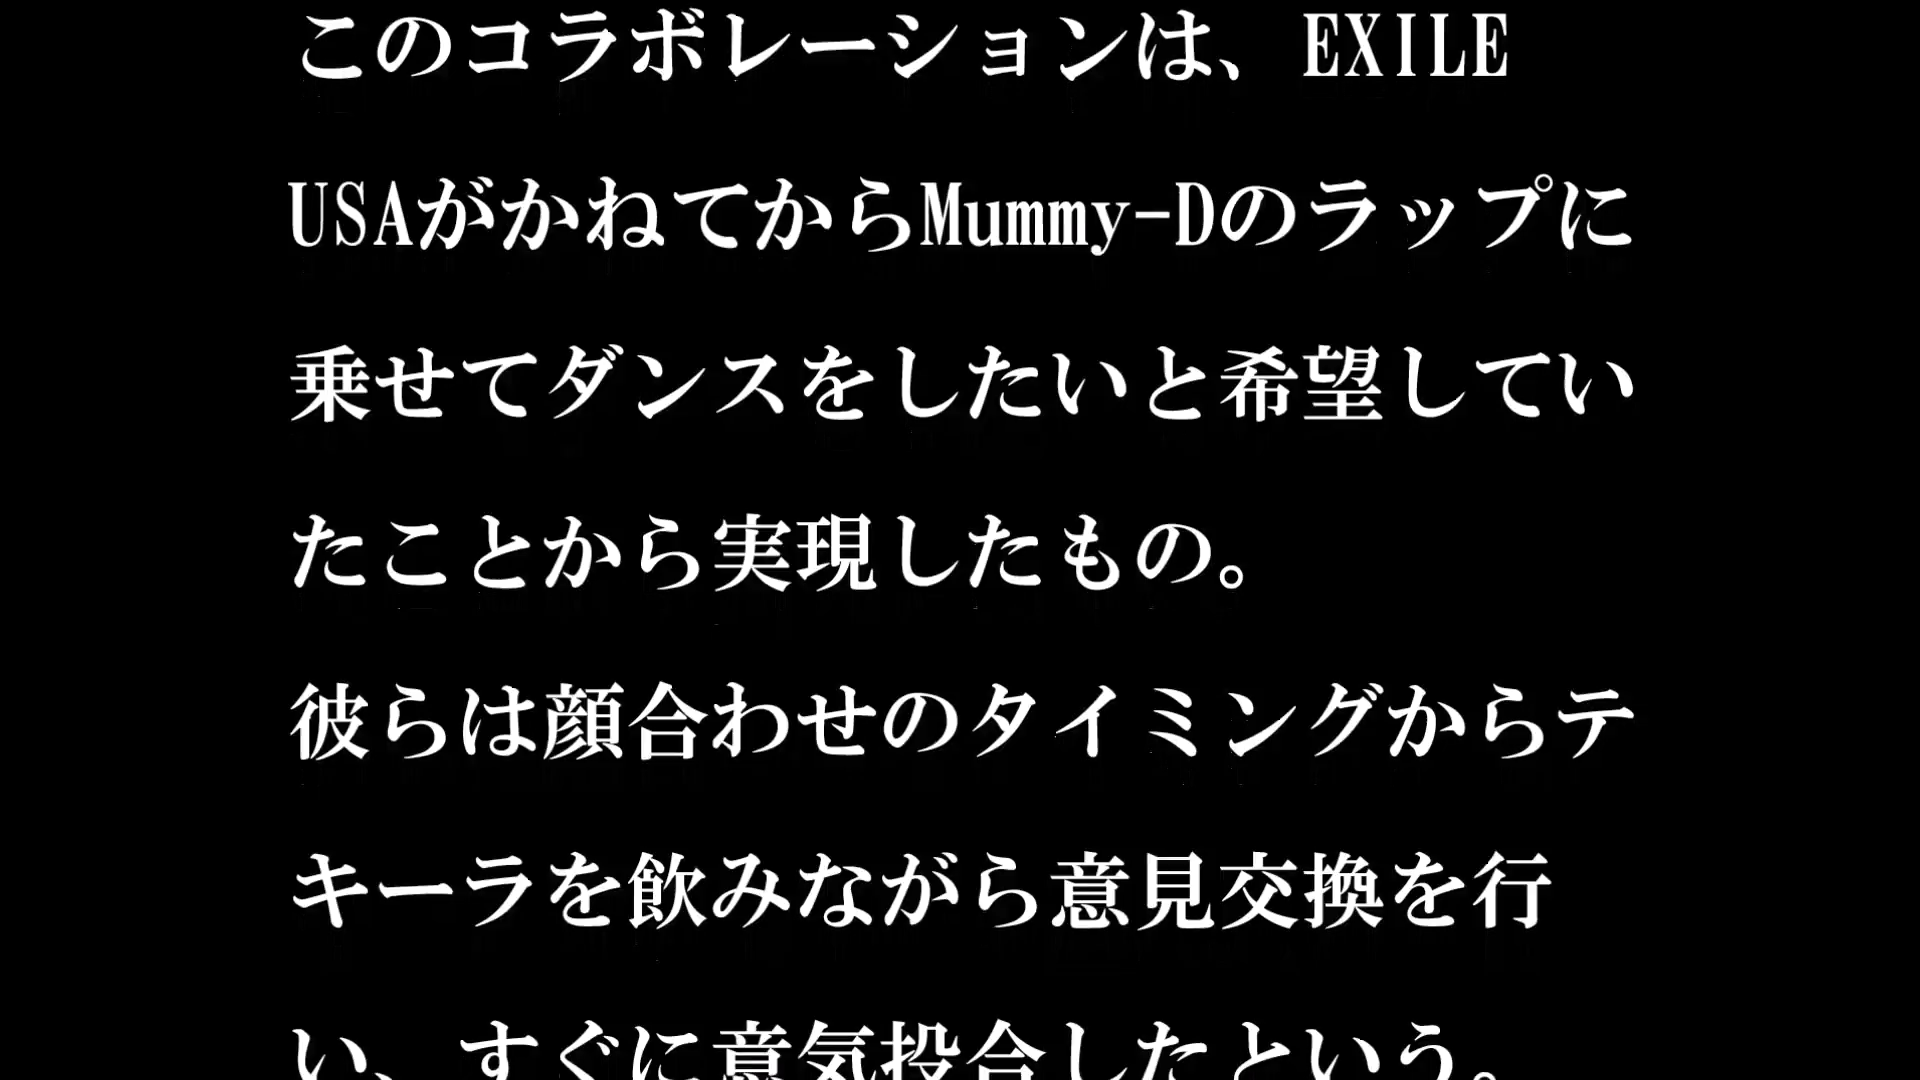 このコラボレーションは、EXILE
USAがかねてからMummy-Dのラップに
乗せてダンスをしたいと希望してい
たことから実現したもの。
彼らは顔合わせのタイミングからテ
キーラを飲みながら意見交換を行
い、すぐに意気投合したという。